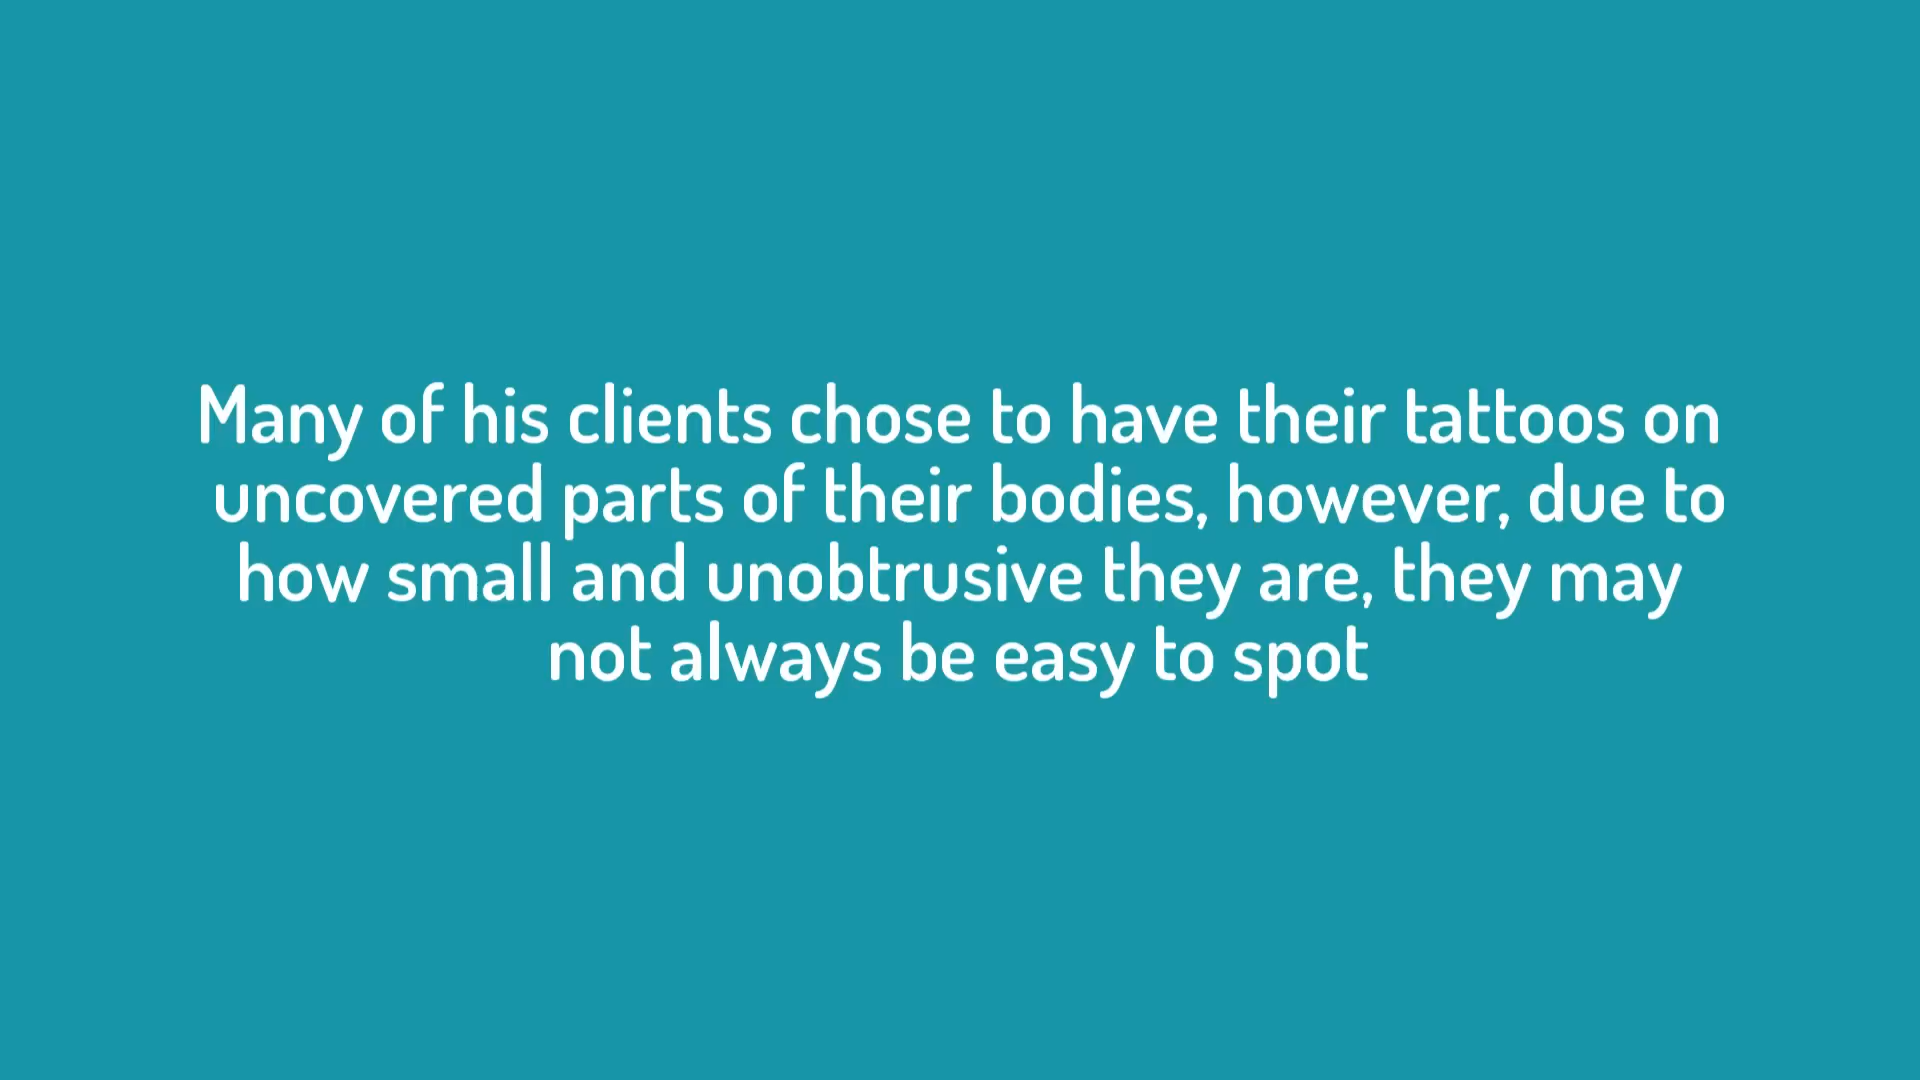 Many of his clients chose to have their tattoos on
uncovered parts of their bodies, however, due to
how small and unobtrusive they are, they may
not always be easy to spot